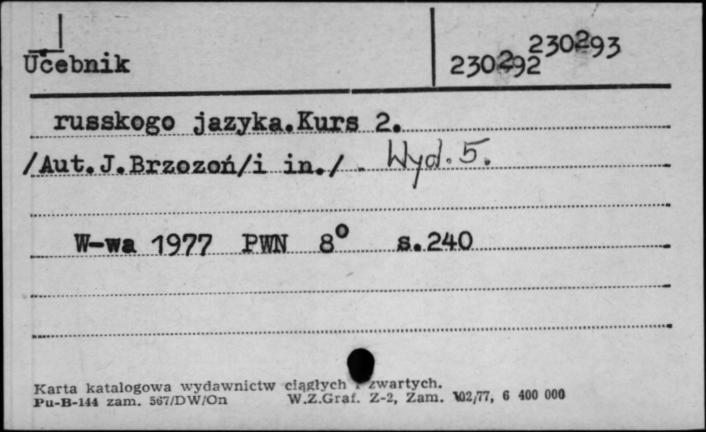 Učebnik
230292 230293
russkogo jazyka.Kurs 2.
/Aut.J.Brzozoń/i in./ - Wyd. 5.
W-wa 1977 PWN 8° s.240
Karta katalogowa wydawnictw ciągłych i zwartych.
Pu-B-144 zam. 567/DW/On W.Z.Graf. Z-2, Zam. 102/77, 6 400 000